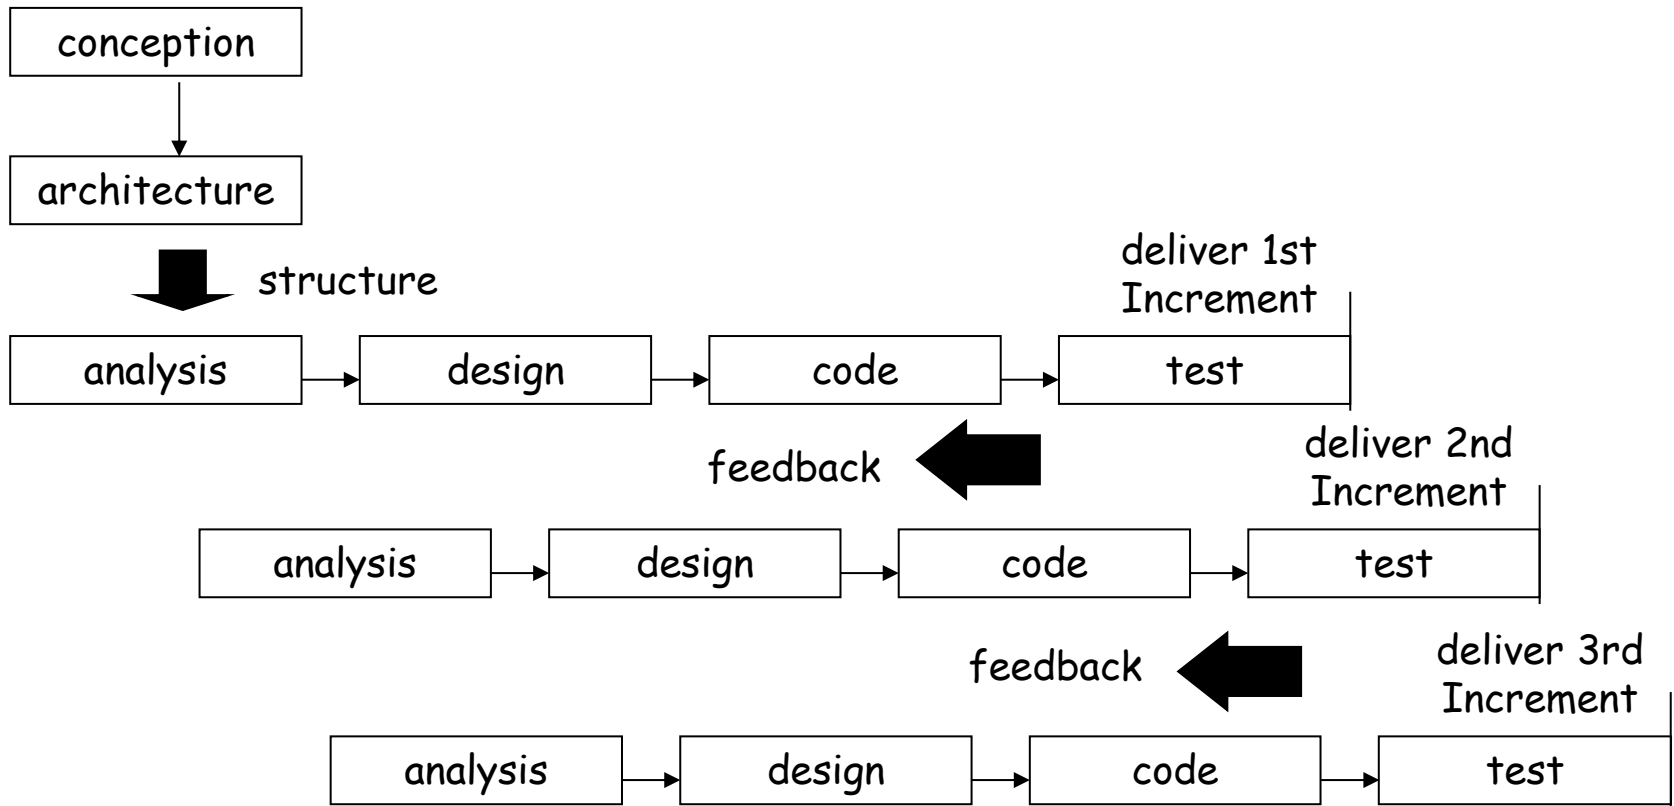 conception
architecture
structure
deliver 1st
Increment
analysis
design
code
test
feedback
deliver 2nd
Increment
analysis
design
code
test
feedback
deliver 3rd
Increment
analysis
design
code
test